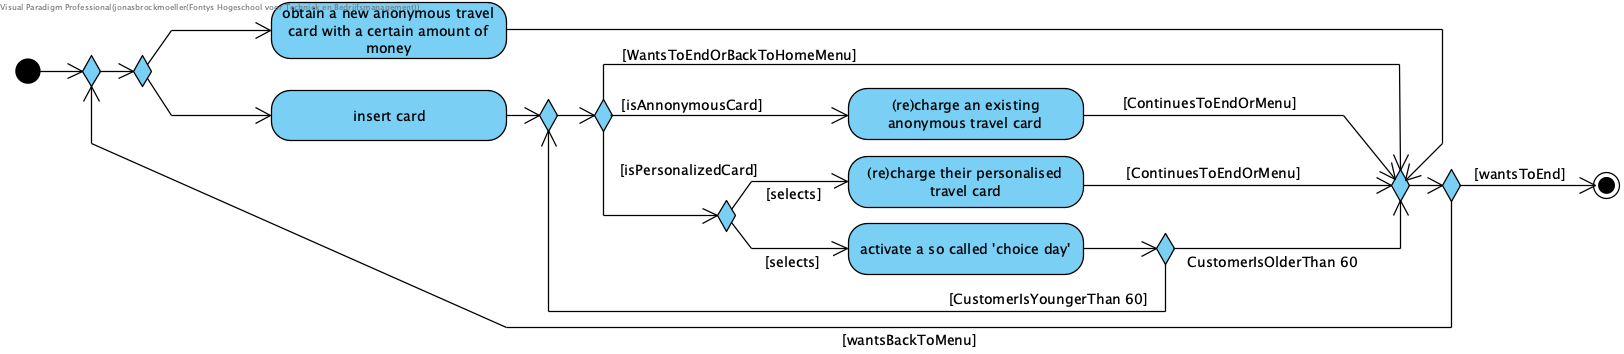 Visual Paradigm Professional(jonasbrockmoeller(Fontys Hogeschool voor Techniek en Bedrijfsmanagement))
obtain a new anonymous travel
card with a certain amount of
money
[WantsToEndOrBackToHomeMenu]
insert card
[isAnnonymousCard]
(re)charge an existing
anonymous travel card
[ContinuesToEndOrMenu]
[isPersonalizedCard]
[selects]
(re)charge their personalised
travel card
[ContinuesToEndOrMenu]
[wantsToEnd]
[selects]
activate a so called 'choice day'
CustomerIsOlderThan 60
[CustomerIsYoungerThan 60]
[wantsBackToMenu]